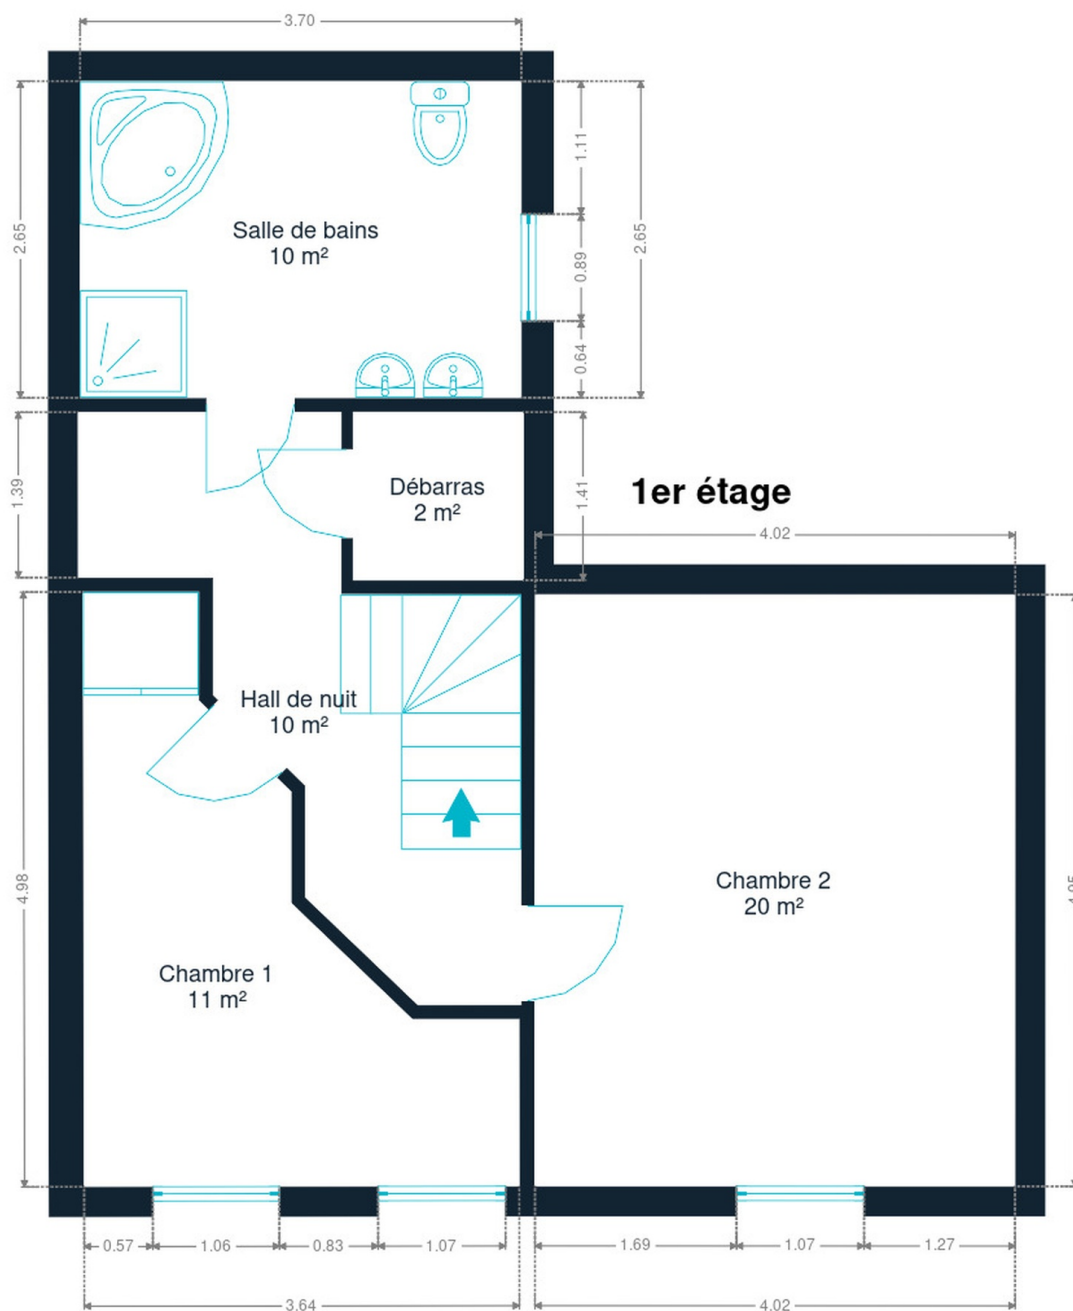 3.70
2.65
1.11
Salle de bains
10 m²
0.89
2.65
0.64
1.39
Débarras
2 m²
1.41
1er étage
4.02
Hall de nuit
10 m²
4.98
Chambre 2
20 m²
Chambre 1
11 m²
0.57
1.06
0.83
1.07
1.69
1.07
1.27
3.64
4.02